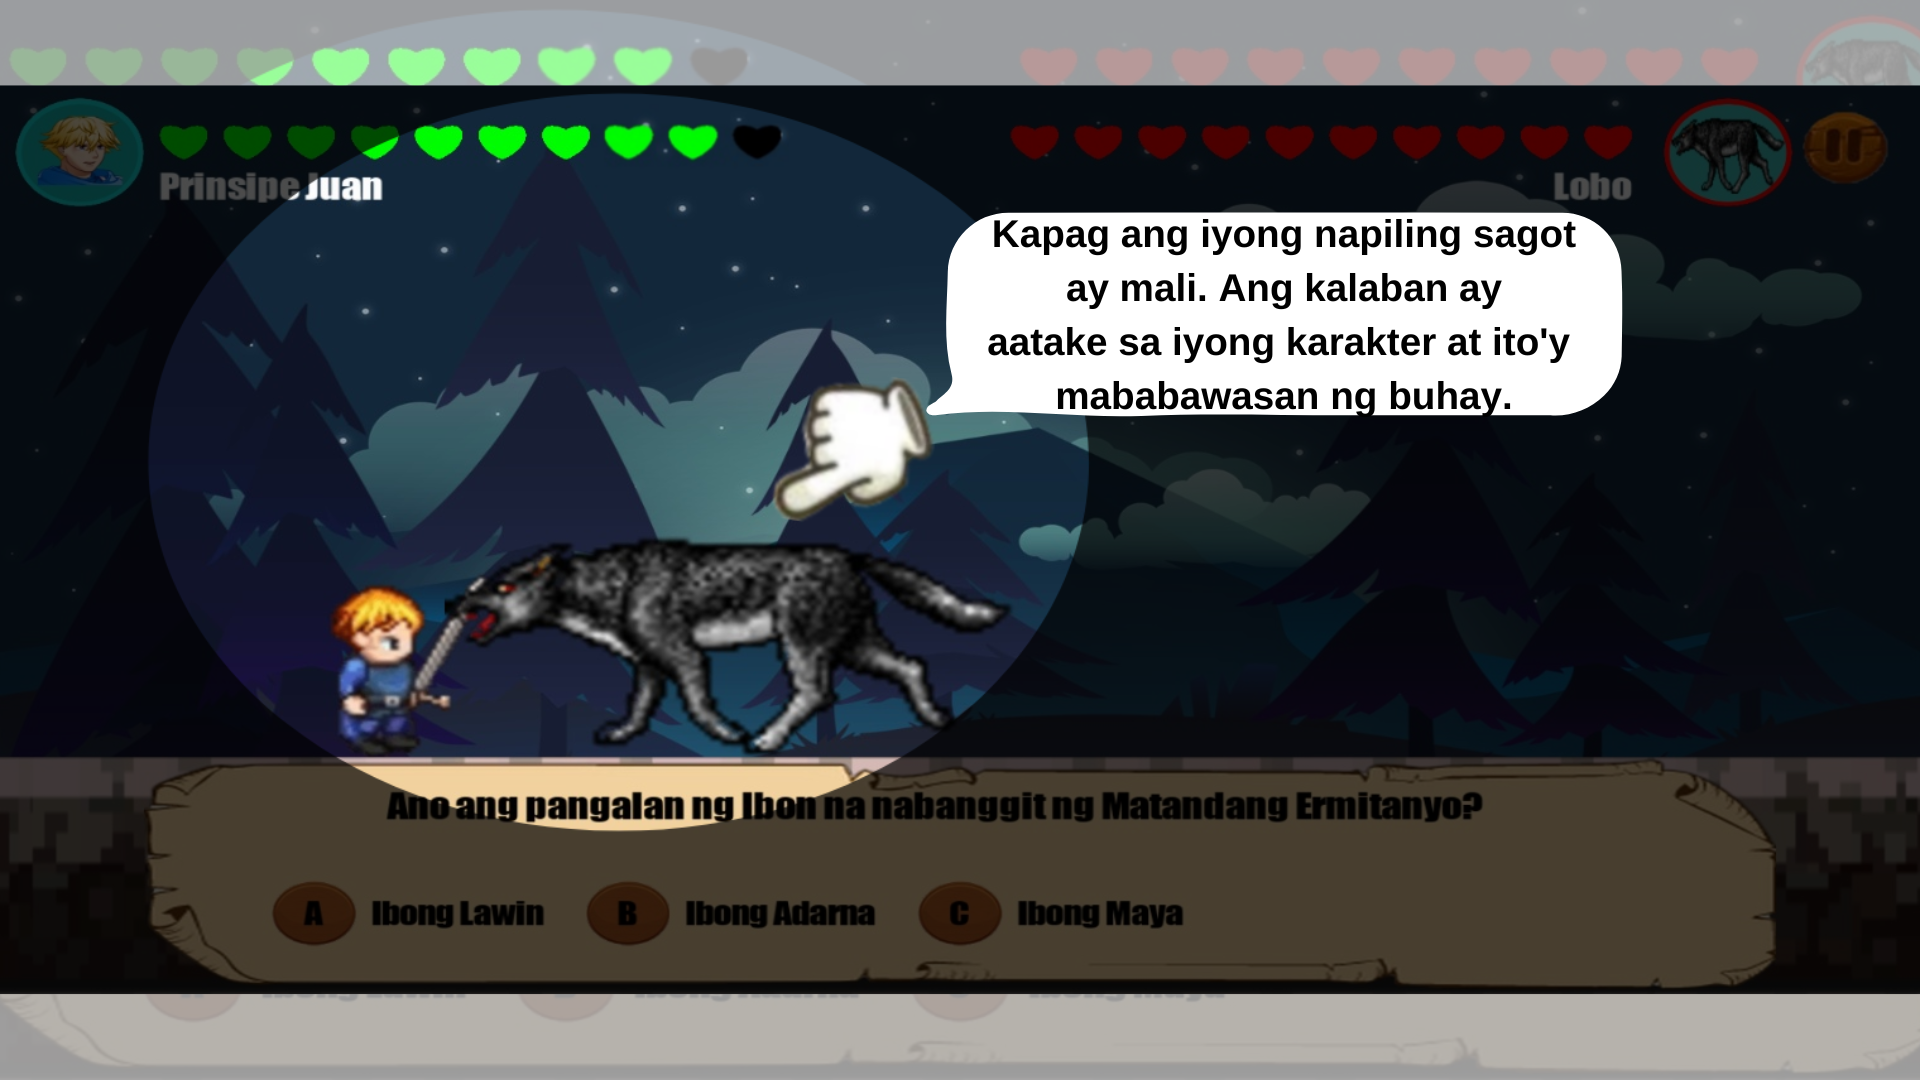 Prinsipe Juan
Lobo
Kapag ang iyong napiling sagot
ay mali. Ang kalaban ay
aatake sa iyong karakter at ito'y
mababawasan ng buhay.
Ano ang pangalan ng Ibon na nabanggit ng Matandang Ermitanyo?
A Ibong Lawin B Ibong Adarna C Ibong Maya